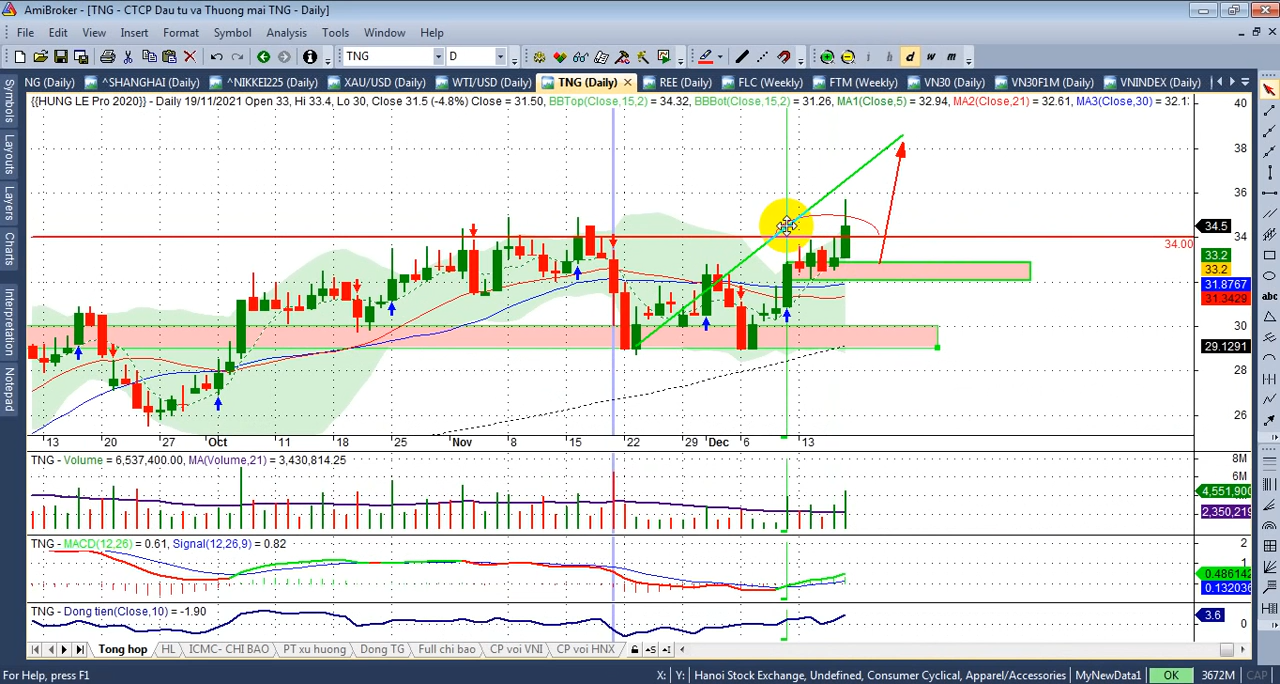 AmiBroker - [TNG - CTCP Dau tu va Thuong mai TNG - Daily]
File Edit View Insert Format Symbol Analysis Tools Window Help
TNG D d w m
NG (Daily) ^SHANGHAI (Daily) ^NIKKEI225 (Daily) XAU/USD (Daily) WTI/USD (Daily) TNG (Daily) REE (Daily) FLC (Weekly) FTM (Weekly) VN30 (Daily) VN30F1M (Daily) VNINDEX (Daily)
Symbols
Layouts
Layers
Charts
Interpretation
Notepad
abc
{{HUNG LE Pro 2020}} - Daily 19/11/2021 Open 33, Hi 33.4, Lo 30, Close 31.5 (-4.8%) Close = 31.50, BBTop(Close,15,2) = 34.32, BBBot(Close,15,2) = 31.26, MA1(Close,5) = 32.94, MA2(Close,21) = 32.61, MA3(Close,30) = 32.1
40
38
36
34.5
34
34.00
33.2
33.2
31.8767
31.3429
30
29.1291
28
26
13 20 27 Oct 11 18 25 Nov 8 15 22 29 Dec 6 13
TNG - Volume = 6,537,400.00, MA(Volume,21) = 3,430,814.25
8M
6M
4,551,900
2,350,219
TNG - MACD(12,26) = 0.61, Signal(12,26,9) = 0.82
2
1
0.486142
0.132036
TNG - Dong tien(Close,10) = -1.90
3.6
0
Tong hop HL ICMC- CHI BAO PT xu huong Dong TG Full chi bao CP voi VNI CP voi HNX
For Help, press F1 X: Y: Hanoi Stock Exchange, Undefined, Consumer Cyclical, Apparel/Accessories MyNewData1 OK 3672M CAP